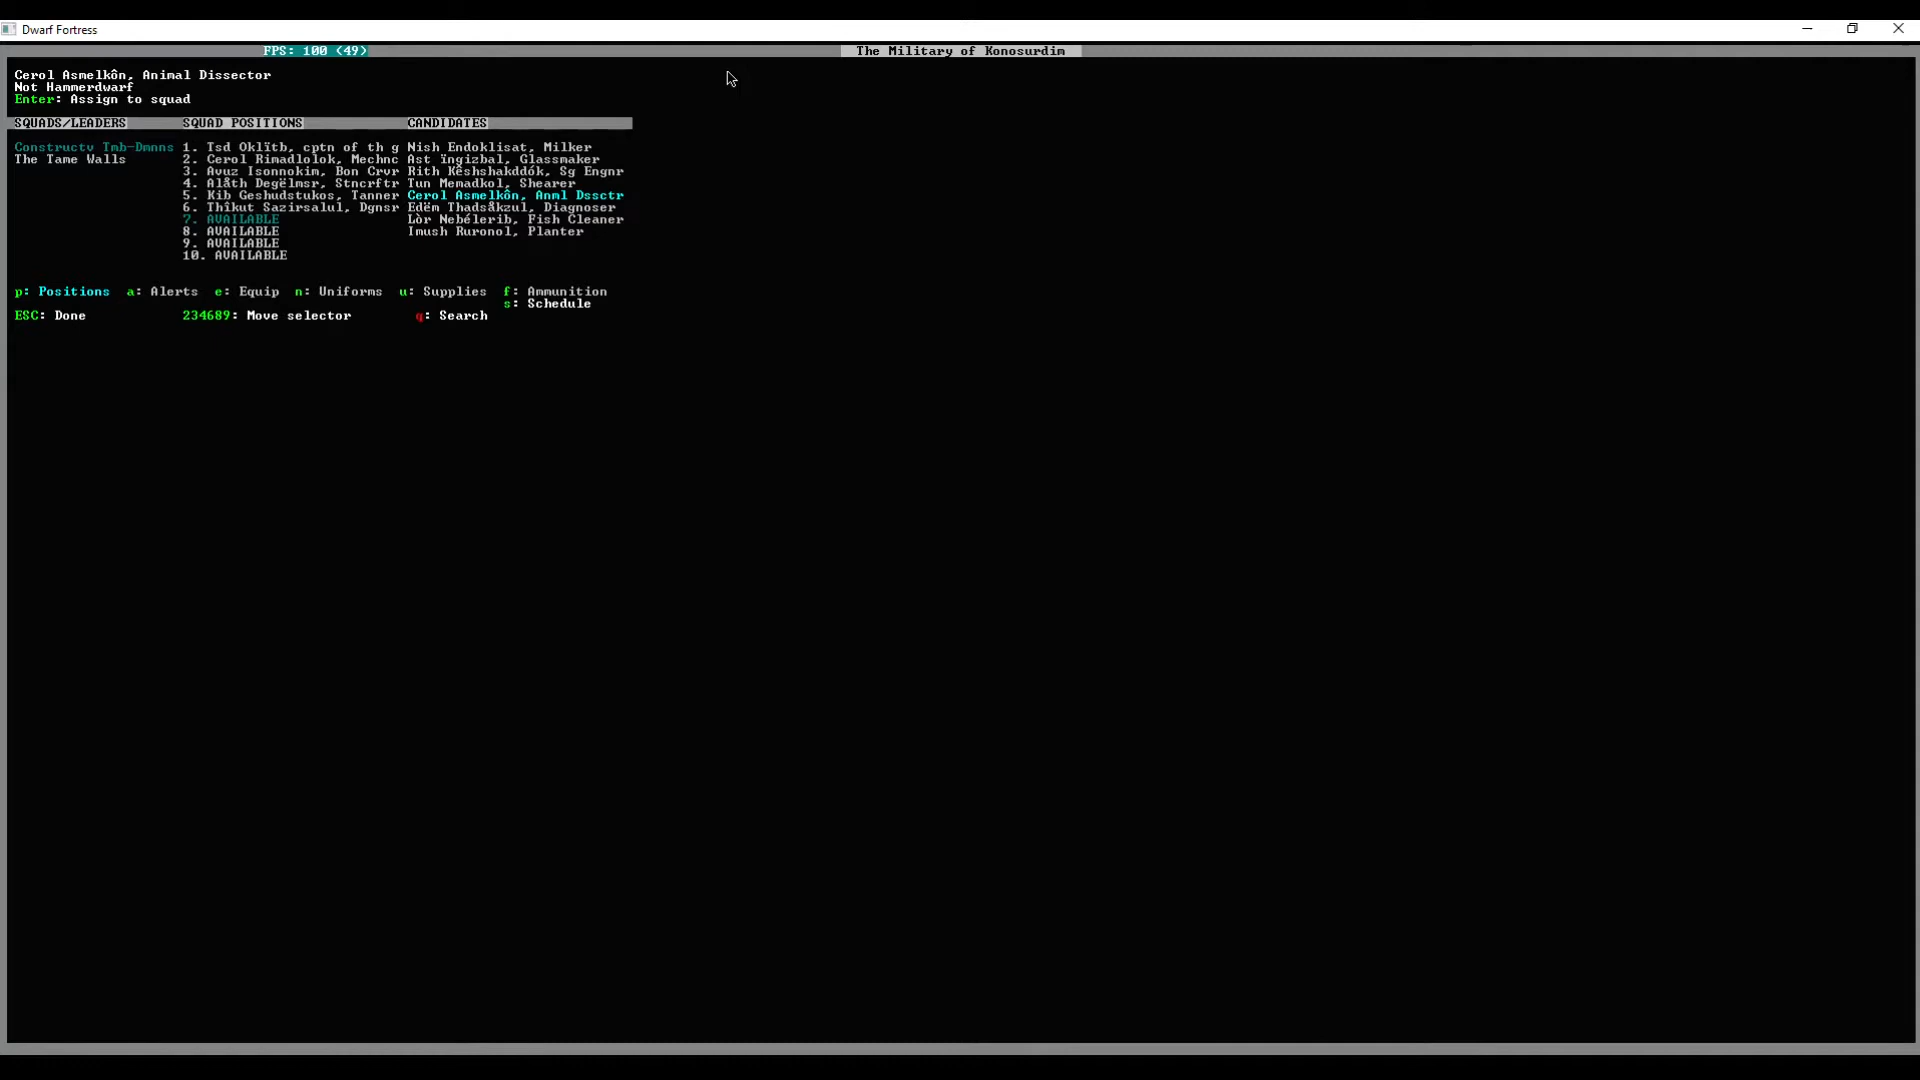 Dwarf Fortress
FPS: 100 (49)
The Military of Konosurdim
Cerol Asmelkôn, Animal Dissector
Not Hammerdwarf
Enter: Assign to squad
SQUADS/LEADERS SQUAD POSITIONS CANDIDATES
Constructv Tmb-Dmnns 1. Tsd Oklïtb, cptn of th g Nish Endoklisat, Milker
The Tame Walls 2. Cerol Rimadlolok, Mechnc Ast ïngizbal, Glassmaker
3. Avuz Isonnokim, Bon Crvr Rith Kêshshakddók, Sg Engnr
4. Alåth Degëlmsr, Stncrftr Tun Memadkol, Shearer
5. Kib Geshudstukos, Tanner Cerol Asmelkôn, Anml Dssctr
6. Thîkut Sazirsalul, Dgnsr Edëm Thadsåkzul, Diagnoser
7. AVAILABLE Lòr Nebélerib, Fish Cleaner
8. AVAILABLE Imush Ruronol, Planter
9. AVAILABLE
10. AVAILABLE
p: Positions a: Alerts e: Equip n: Uniforms u: Supplies f: Ammunition
s: Schedule
ESC: Done 234689: Move selector q: Search